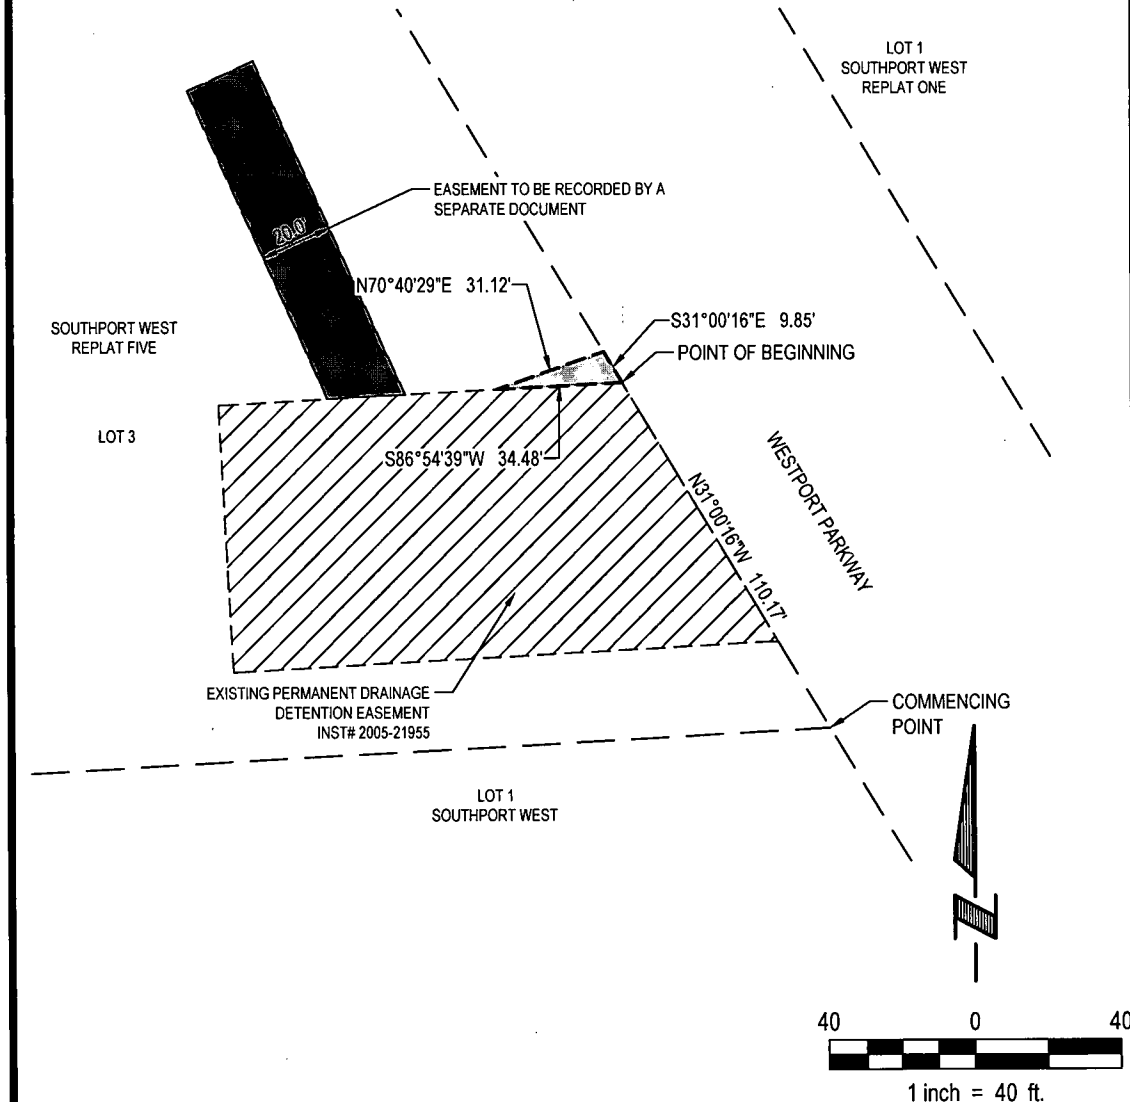 LOT 1
SOUTHPORT WEST
REPLAT ONE
EASEMENT TO BE RECORDED BY A
SEPARATE DOCUMENT
20.0'
N70°40'29"E 31.12'
S31°00'16"E 9.85'
POINT OF BEGINNING
SOUTHPORT WEST
REPLAT FIVE
LOT 3
S86°54'39"W 34.48'
WESTPORT PARKWAY
N31°00'16"W 110.17'
EXISTING PERMANENT DRAINAGE
DETENTION EASEMENT
INST# 2005-21955
COMMENCING
POINT
LOT 1
SOUTHPORT WEST
N
40 0 40
1 inch = 40 ft.